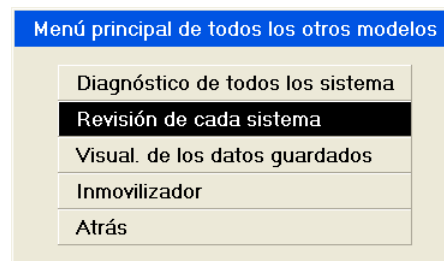 Menú principal de todos los otros modelos
Diagnóstico de todos los sistema
Revisión de cada sistema
Visual. de los datos guardados
Inmovilizador
Atrás